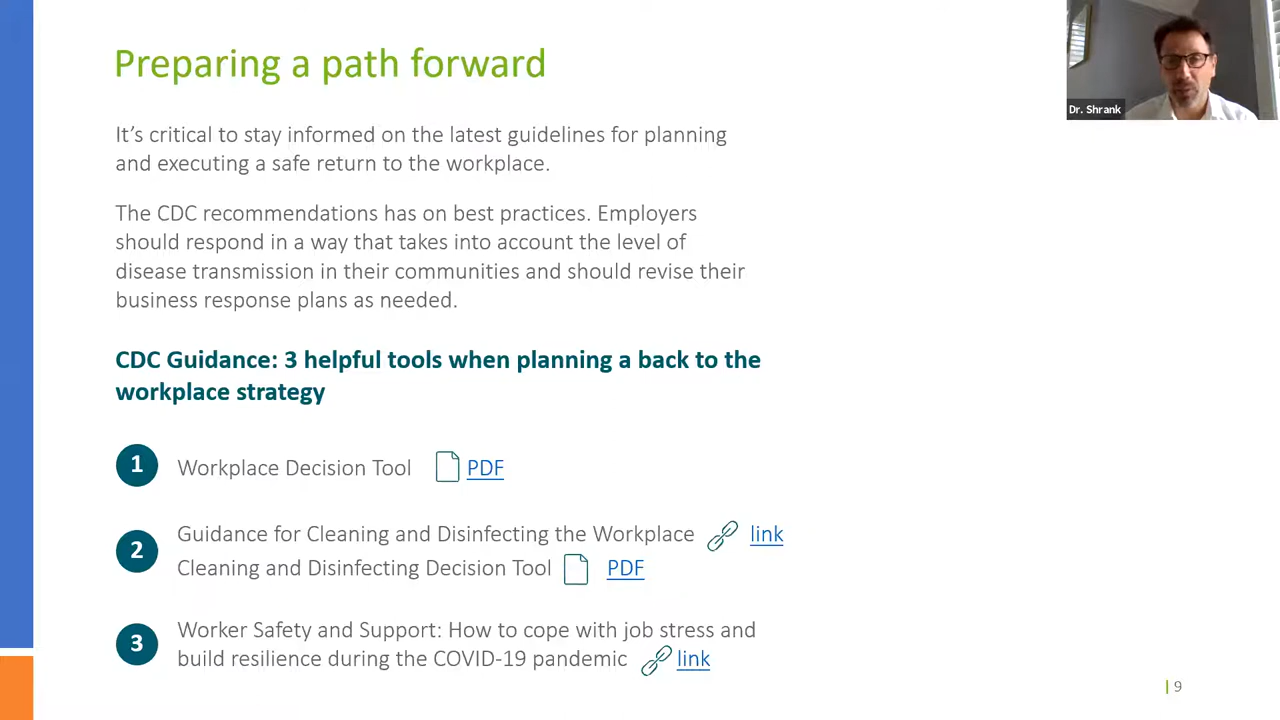 Preparing a path forward
Dr. Shrank
It’s critical to stay informed on the latest guidelines for planning
and executing a safe return to the workplace.
The CDC recommendations has on best practices. Employers
should respond in a way that takes into account the level of
disease transmission in their communities and should revise their
business response plans as needed.
CDC Guidance: 3 helpful tools when planning a back to the
workplace strategy
1 Workplace Decision Tool PDF
2 Guidance for Cleaning and Disinfecting the Workplace link
Cleaning and Disinfecting Decision Tool PDF
3 Worker Safety and Support: How to cope with job stress and
build resilience during the COVID-19 pandemic link
| 9